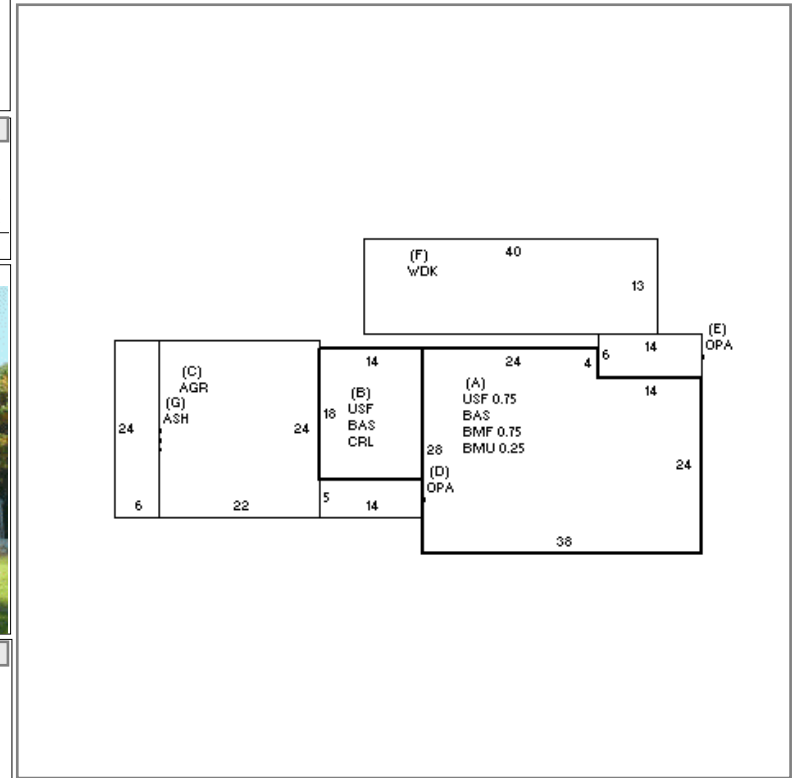 (F)
WDK
40
13
(E)
OPA
14
6
4
14
24
14
(C)
AGR
(G)
ASH
(B)
USF
BAS
CRL
(A)
USF 0.75
BAS
BMF 0.75
BMU 0.25
24
24
18
28
(D)
OPA
24
6
22
5
14
38